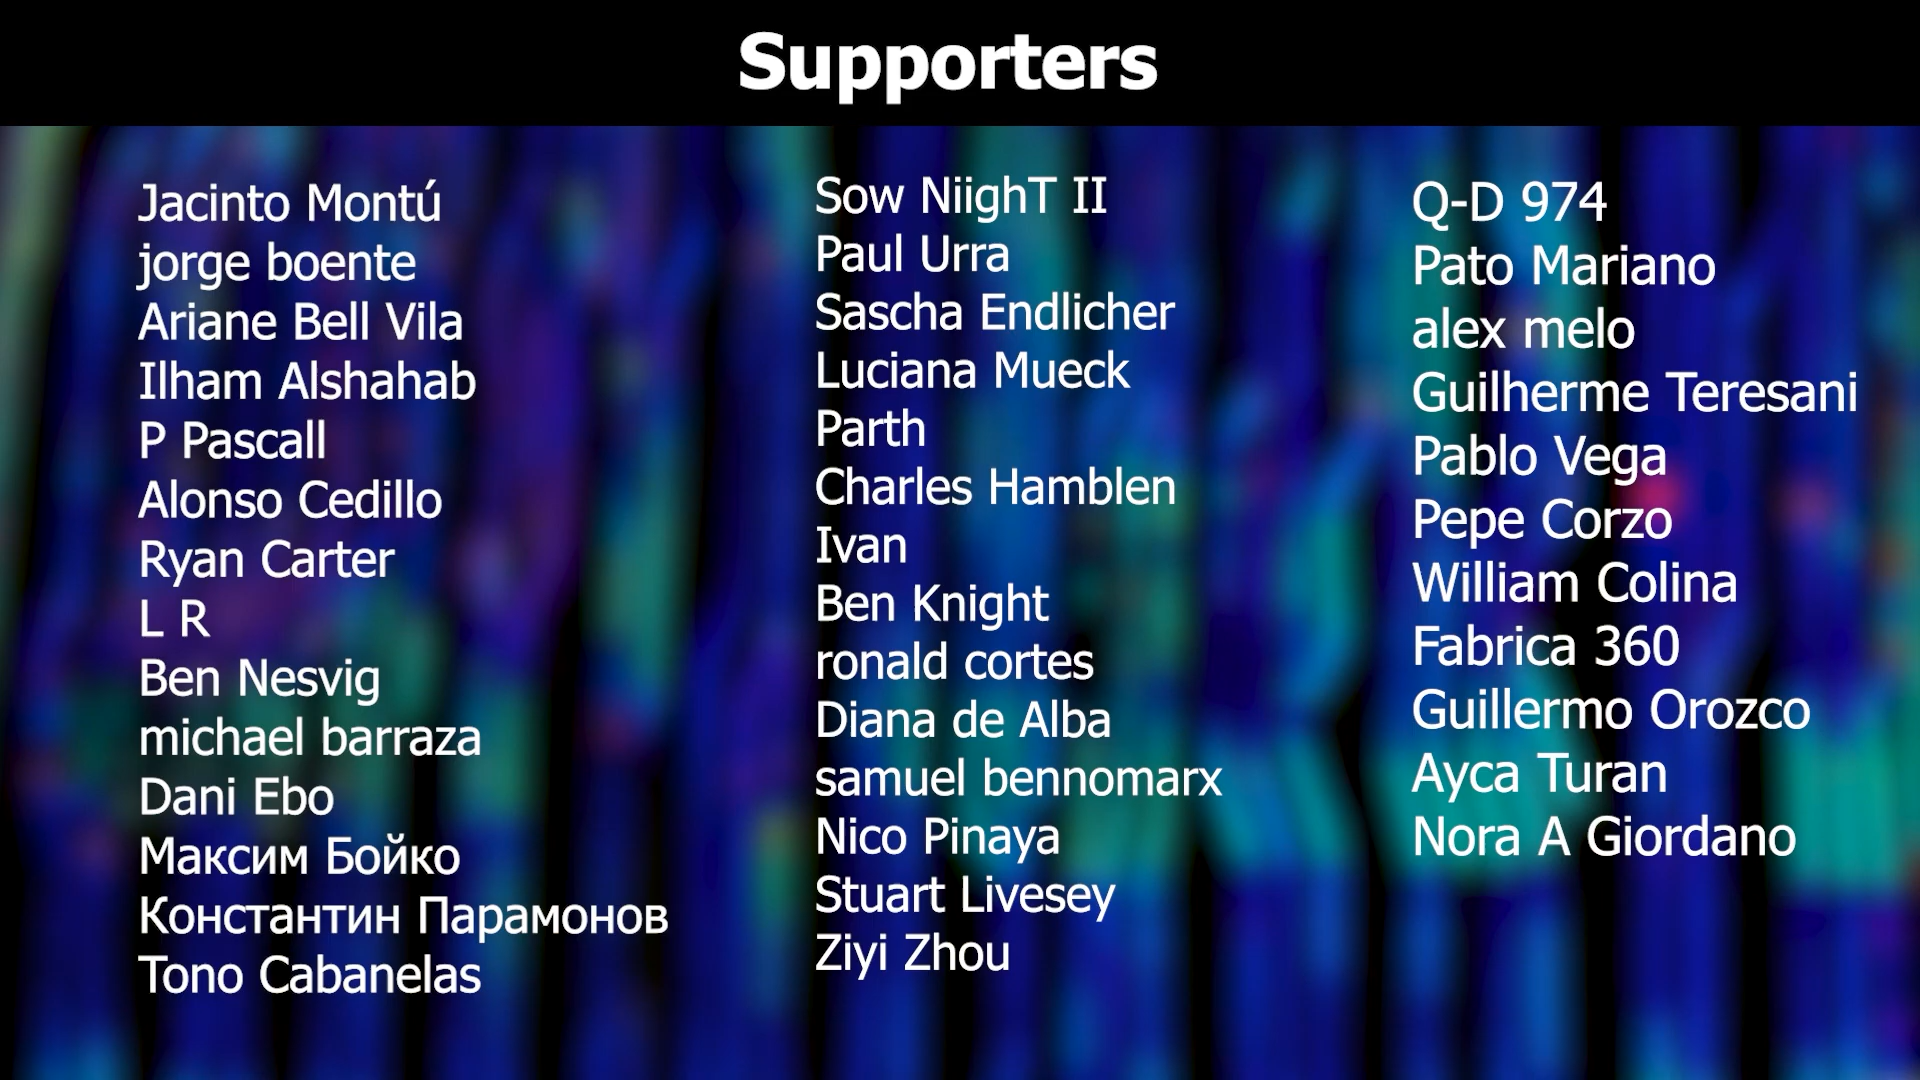 Supporters
Jacinto Montú
jorge boente
Ariane Bell Vila
Ilham Alshahab
P Pascall
Alonso Cedillo
Ryan Carter
L R
Ben Nesvig
michael barraza
Dani Ebo
Максим Бойко
Константин Парамонов
Tono Cabanelas
Sow NiighT II
Paul Urra
Sascha Endlicher
Luciana Mueck
Parth
Charles Hamblen
Ivan
Ben Knight
ronald cortes
Diana de Alba
samuel bennomarx
Nico Pinaya
Stuart Livesey
Ziyi Zhou
Q-D 974
Pato Mariano
alex melo
Guilherme Teresani
Pablo Vega
Pepe Corzo
William Colina
Fabrica 360
Guillermo Orozco
Ayca Turan
Nora A Giordano